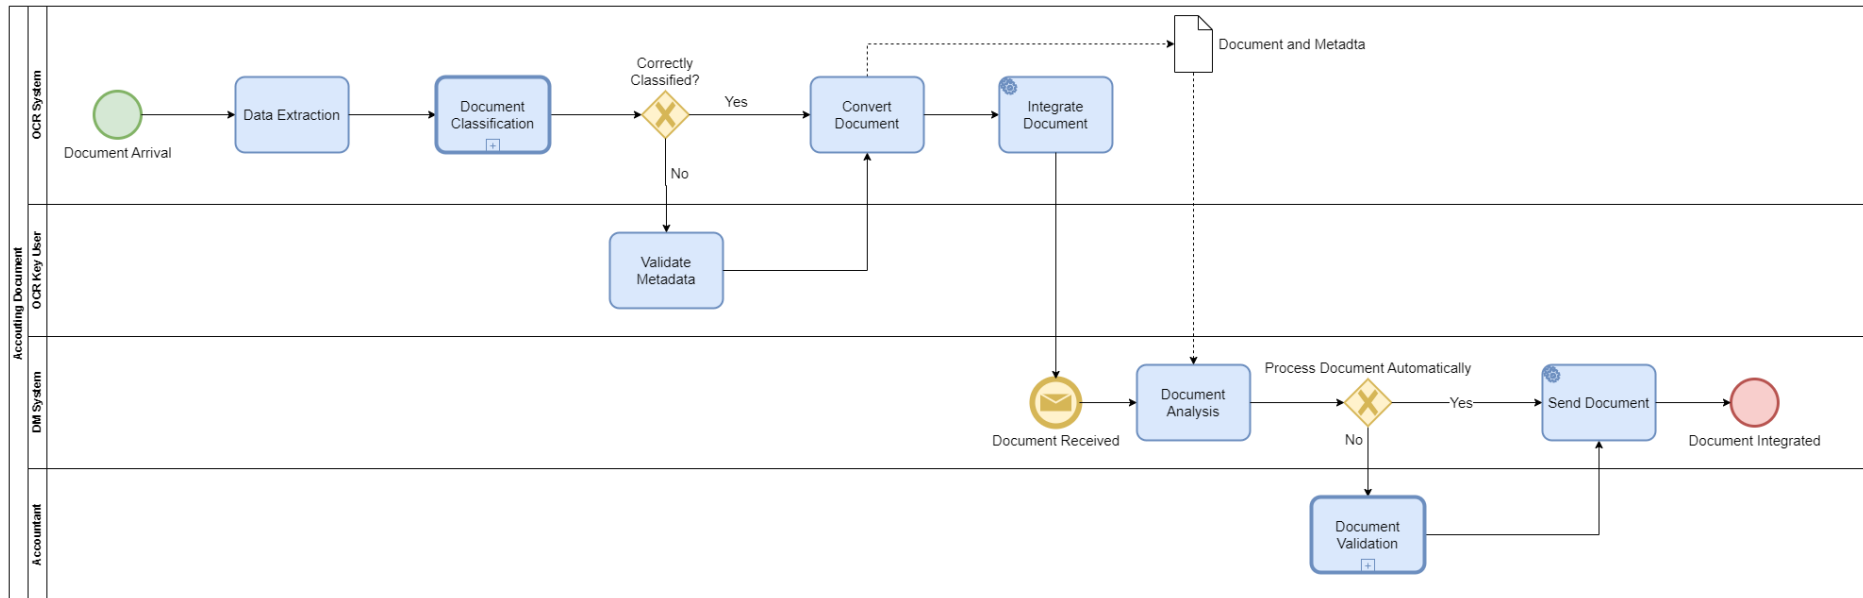 Accouting Document
OCR System
Document Arrival
Data Extraction
Document
Classification
Correctly
Classified?
Yes
No
Convert
Document
Integrate
Document
Document and Metadta
OCR Key User
Validate
Metadata
DM System
Document Received
Document
Analysis
Process Document Automatically
Yes
No
Send Document
Document Integrated
Accountant
Document
Validation